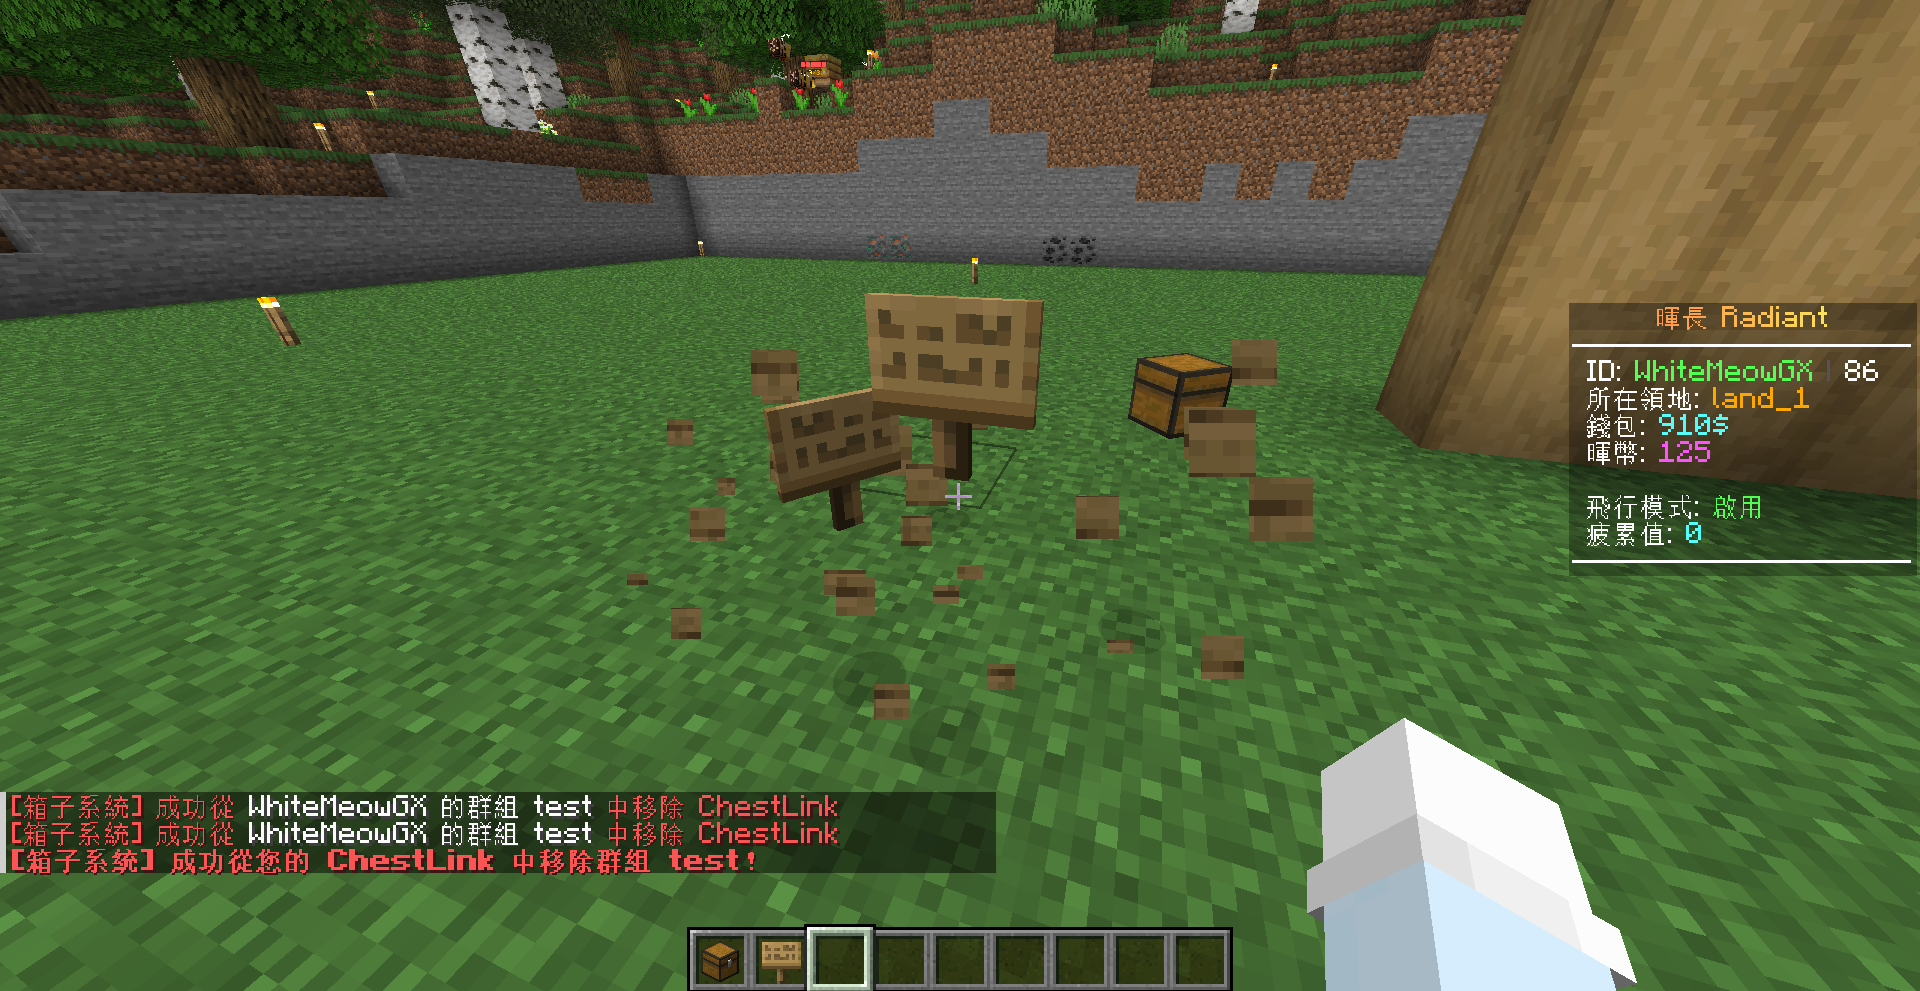 暉長 Radiant
ID: WhiteMeowGX | 86
所在領地: land_1
錢包: 910$
暉幣: 125
飛行模式: 啟用
疲累值: 0
[箱子系統] 成功從 WhiteMeowGX 的群組 test 中移除 ChestLink
[箱子系統] 成功從 WhiteMeowGX 的群組 test 中移除 ChestLink
[箱子系統] 成功從您的 ChestLink 中移除群組 test!